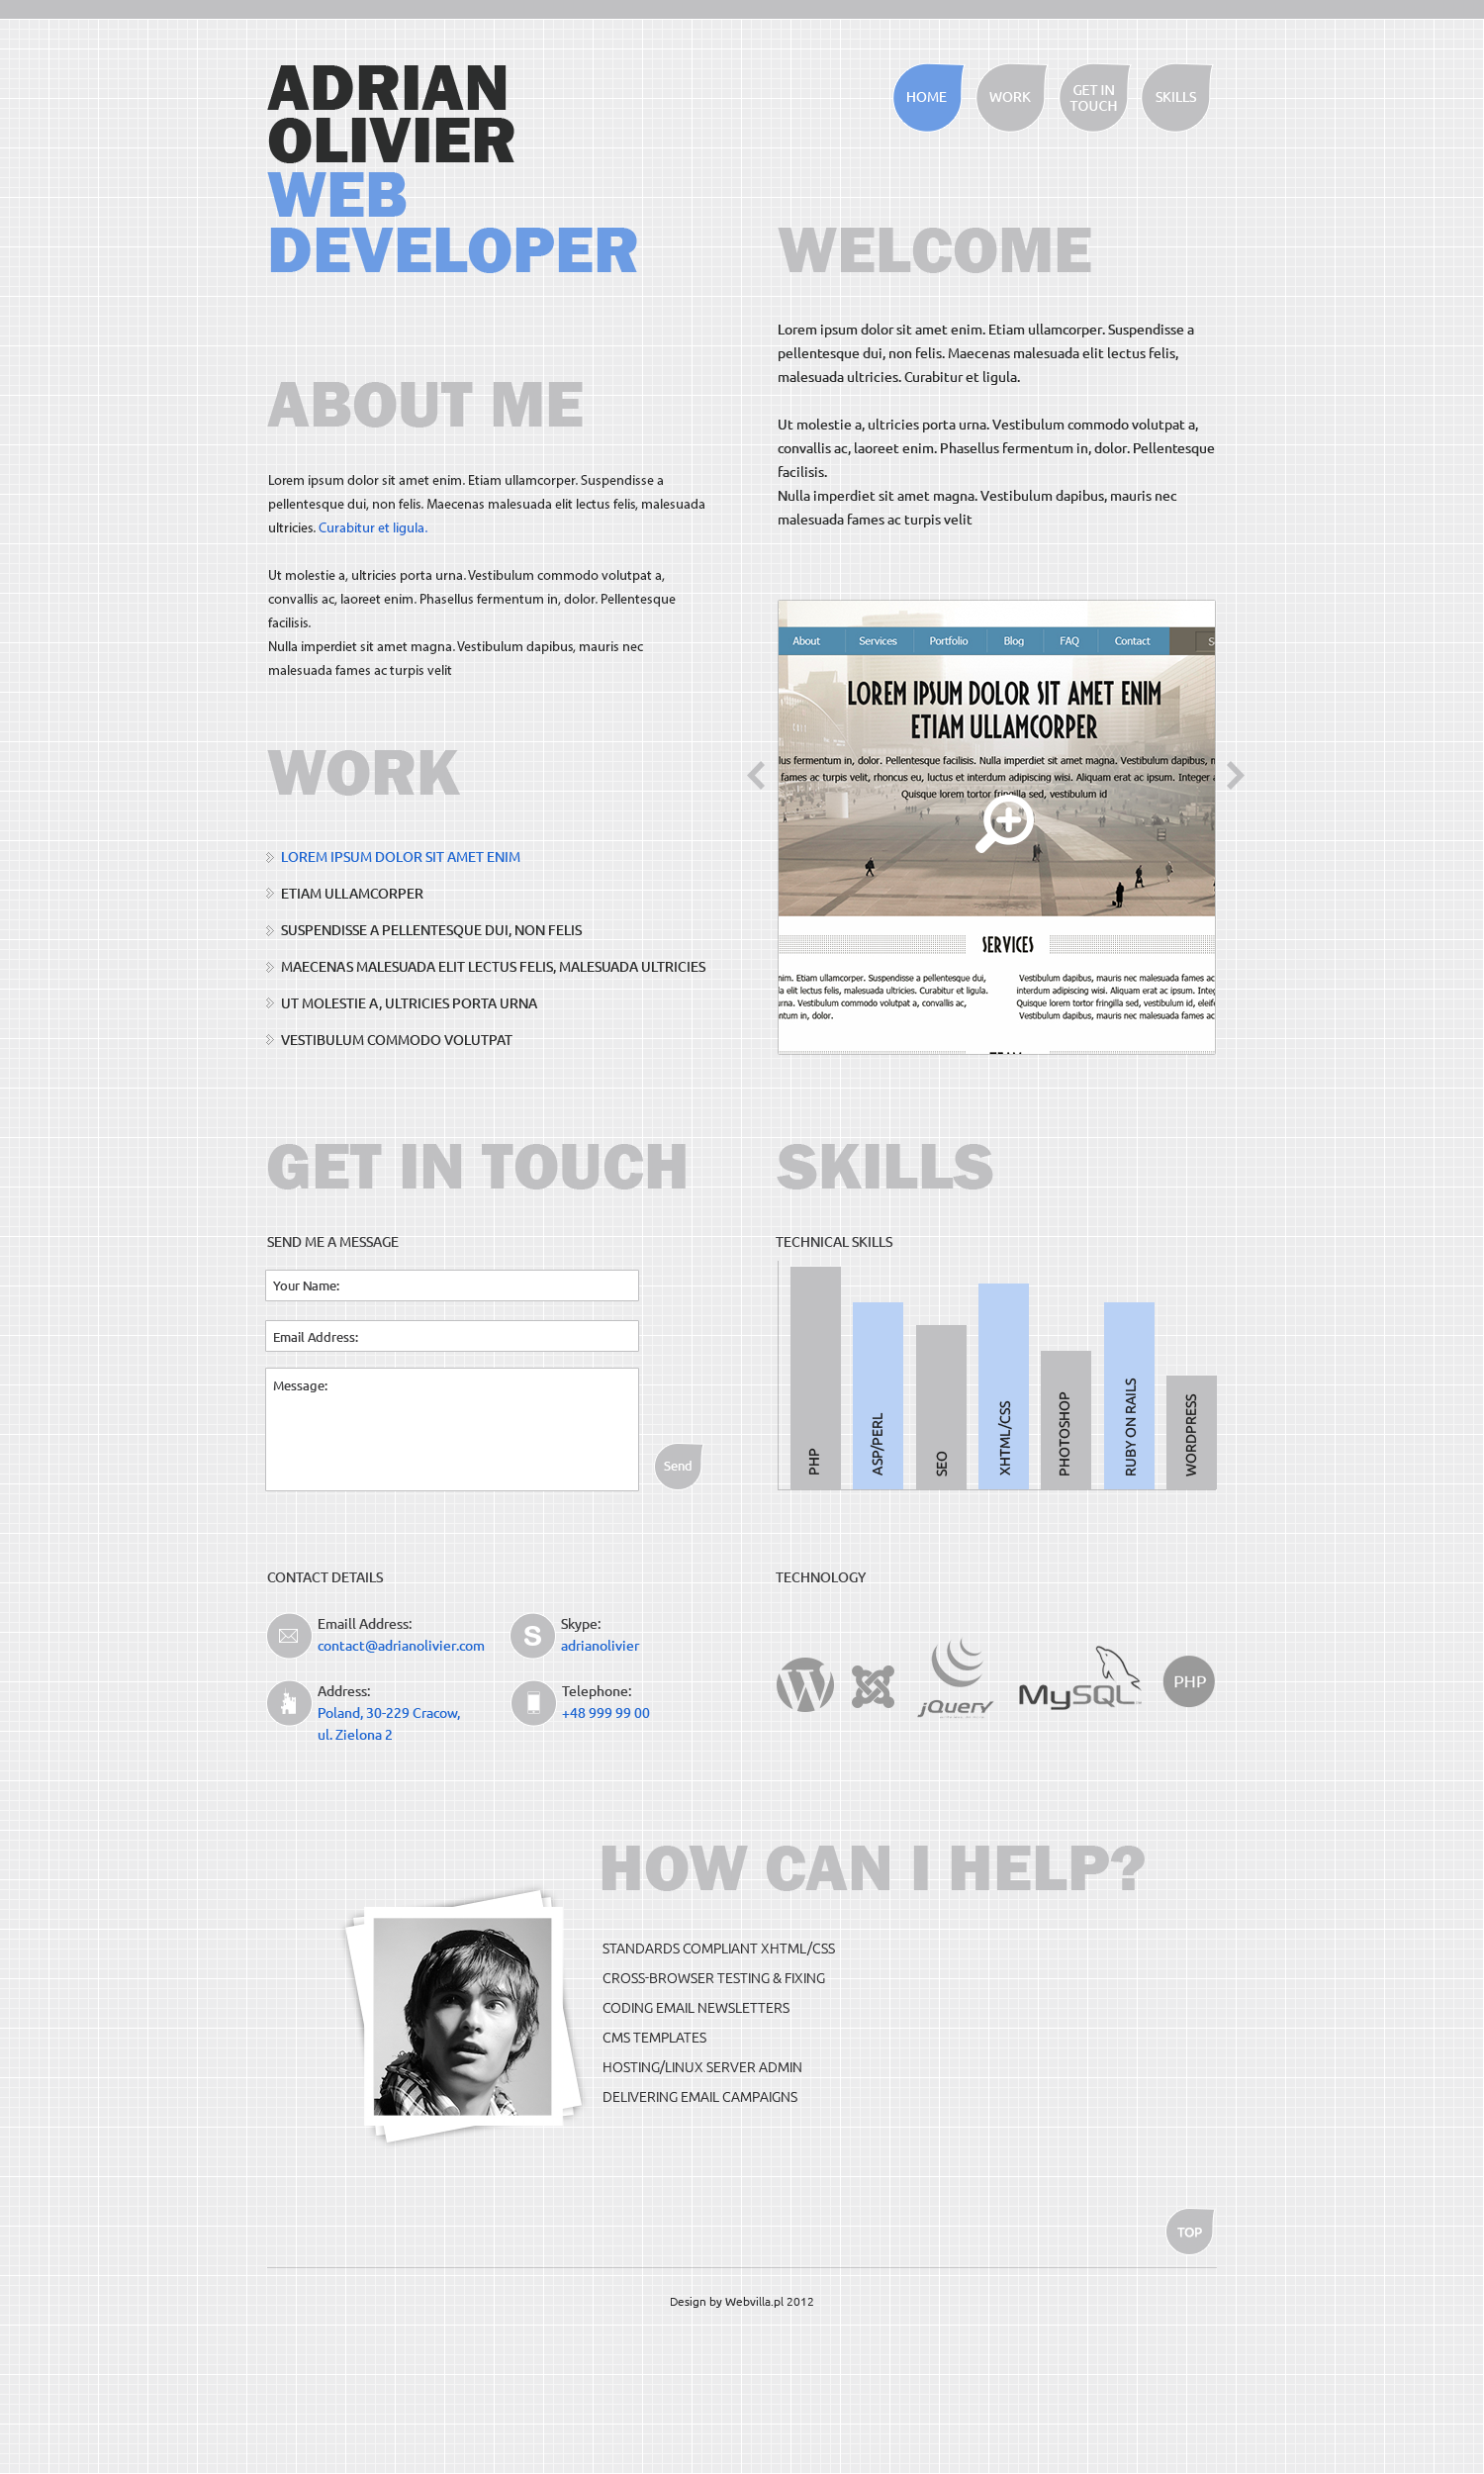 ADRIAN
OLIVIER
WEB
DEVELOPER
HOME
WORK
GET IN
TOUCH
SKILLS
WELCOME
Lorem ipsum dolor sit amet enim. Etiam ullamcorper. Suspendisse a
pellentesque dui, non felis. Maecenas malesuada elit lectus felis,
malesuada ultricies. Curabitur et ligula.
Ut molestie a, ultricies porta urna. Vestibulum commodo volutpat a,
convallis ac, laoreet enim. Phasellus fermentum in, dolor. Pellentesque
facilisis.
Nulla imperdiet sit amet magna. Vestibulum dapibus, mauris nec
malesuada fames ac turpis velit
ABOUT ME
Lorem ipsum dolor sit amet enim. Etiam ullamcorper. Suspendisse a
pellentesque dui, non felis. Maecenas malesuada elit lectus felis, malesuada
ultricies. Curabitur et ligula.
Ut molestie a, ultricies porta urna. Vestibulum commodo volutpat a,
convallis ac, laoreet enim. Phasellus fermentum in, dolor. Pellentesque
facilisis.
Nulla imperdiet sit amet magna. Vestibulum dapibus, mauris nec
malesuada fames ac turpis velit
About Services Portfolio Blog FAQ Contact S
LOREM IPSUM DOLOR SIT AMET ENIM
ETIAM ULLAMCORPER
lus fermentum in, dolor. Pellentesque facilisis. Nulla imperdiet sit amet magna. Vestibulum dapibus, n
fames ac turpis velit, rhoncus eu, luctus et interdum adipiscing wisi. Aliquam erat ac ipsum. Integer a
Quisque lorem tortor fringilla sed, vestibulum id
SERVICES
nim. Etiam ullamcorper. Suspendisse a pellentesque dui,
la elit lectus felis, malesuada ultricies. Curabitur et ligula.
rna. Vestibulum commodo volutpat a, convallis ac,
ntum in, dolor.
Vestibulum dapibus, mauris nec malesuada fames ac
interdum adipiscing wisi. Aliquam erat ac ipsum. Integ
Quisque lorem tortor fringilla sed, vestibulum id, eleif
Vestibulum dapibus, mauris nec malesuada fames ac
WORK
LOREM IPSUM DOLOR SIT AMET ENIM
ETIAM ULLAMCORPER
SUSPENDISSE A PELLENTESQUE DUI, NON FELIS
MAECENAS MALESUADA ELIT LECTUS FELIS, MALESUADA ULTRICIES
UT MOLESTIE A, ULTRICIES PORTA URNA
VESTIBULUM COMMODO VOLUTPAT
GET IN TOUCH
SEND ME A MESSAGE
Your Name:
Email Address:
Message:
Send
SKILLS
TECHNICAL SKILLS
PHP
ASP/PERL
SEO
XHTML/CSS
PHOTOSHOP
RUBY ON RAILS
WORDPRESS
CONTACT DETAILS
Emaill Address:
contact@adrianolivier.com
S
Skype:
adrianolivier
Address:
Poland, 30-229 Cracow,
ul. Zielona 2
Telephone:
+48 999 99 00
TECHNOLOGY
W
jQuery
MySQL
PHP
HOW CAN I HELP?
STANDARDS COMPLIANT XHTML/CSS
CROSS-BROWSER TESTING & FIXING
CODING EMAIL NEWSLETTERS
CMS TEMPLATES
HOSTING/LINUX SERVER ADMIN
DELIVERING EMAIL CAMPAIGNS
TOP
Design by Webvilla.pl 2012